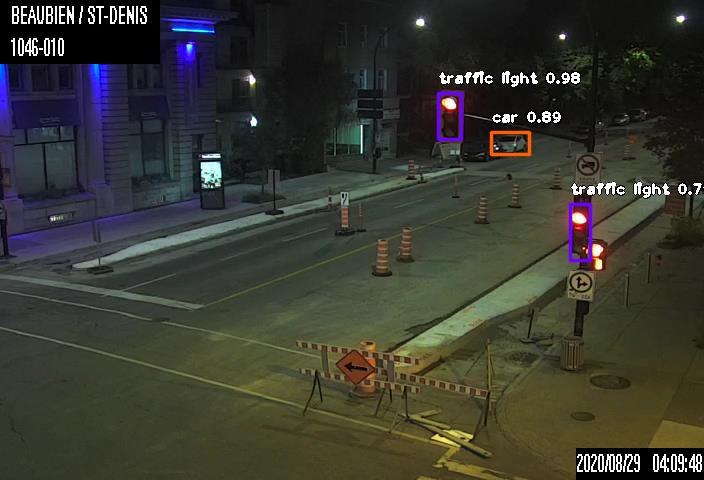 BEAUBIEN / ST-DENIS
1046-010
traffic light 0.98
car 0.89
traffic light 0.7
2020/08/29 04:09:48